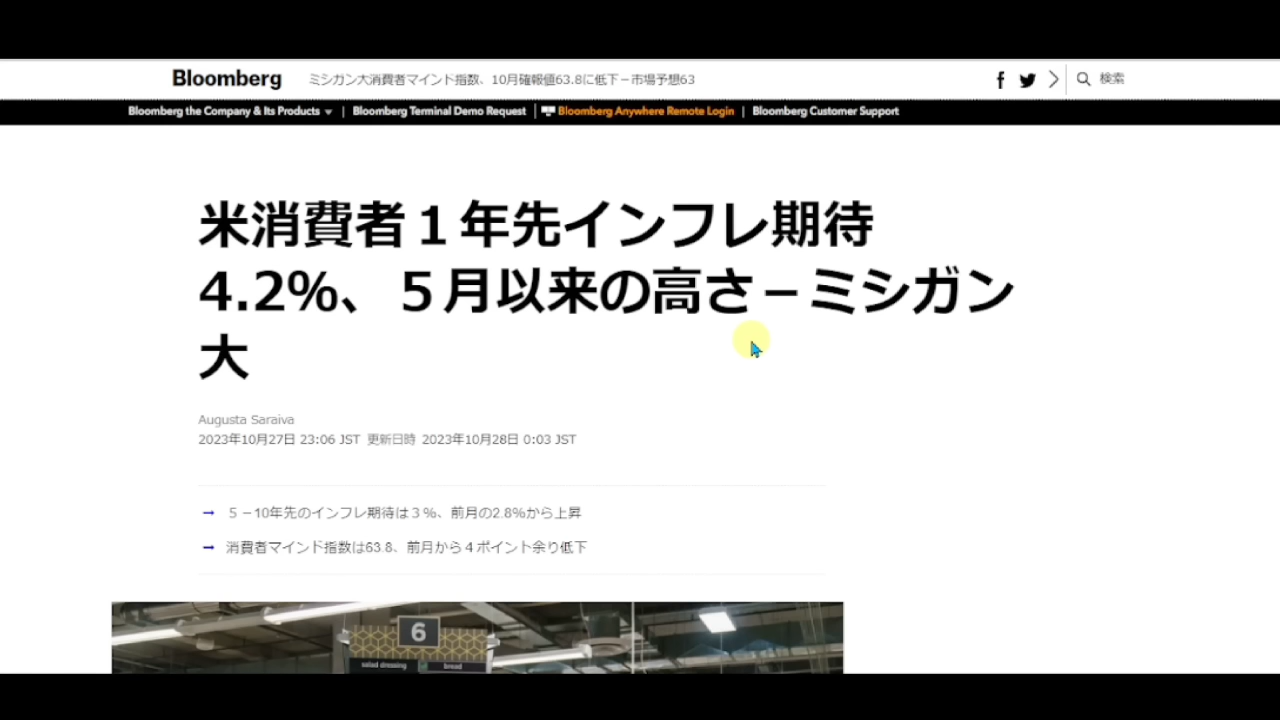 Bloomberg
ミシガン大消費者マインド指数、10月確報値63.8に低下－市場予想63
検索
Bloomberg the Company & Its Products ▼ | Bloomberg Terminal Demo Request | Bloomberg Anywhere Remote Login | Bloomberg Customer Support
米消費者１年先インフレ期待
4.2%、５月以来の高さ－ミシガン
大
Augusta Saraiva
2023年10月27日 23:06 JST 更新日時 2023年10月28日 0:03 JST
→ ５－10年先のインフレ期待は３％、前月の2.8%から上昇
→ 消費者マインド指数は63.8、前月から４ポイント余り低下
6
salad dressing
bread